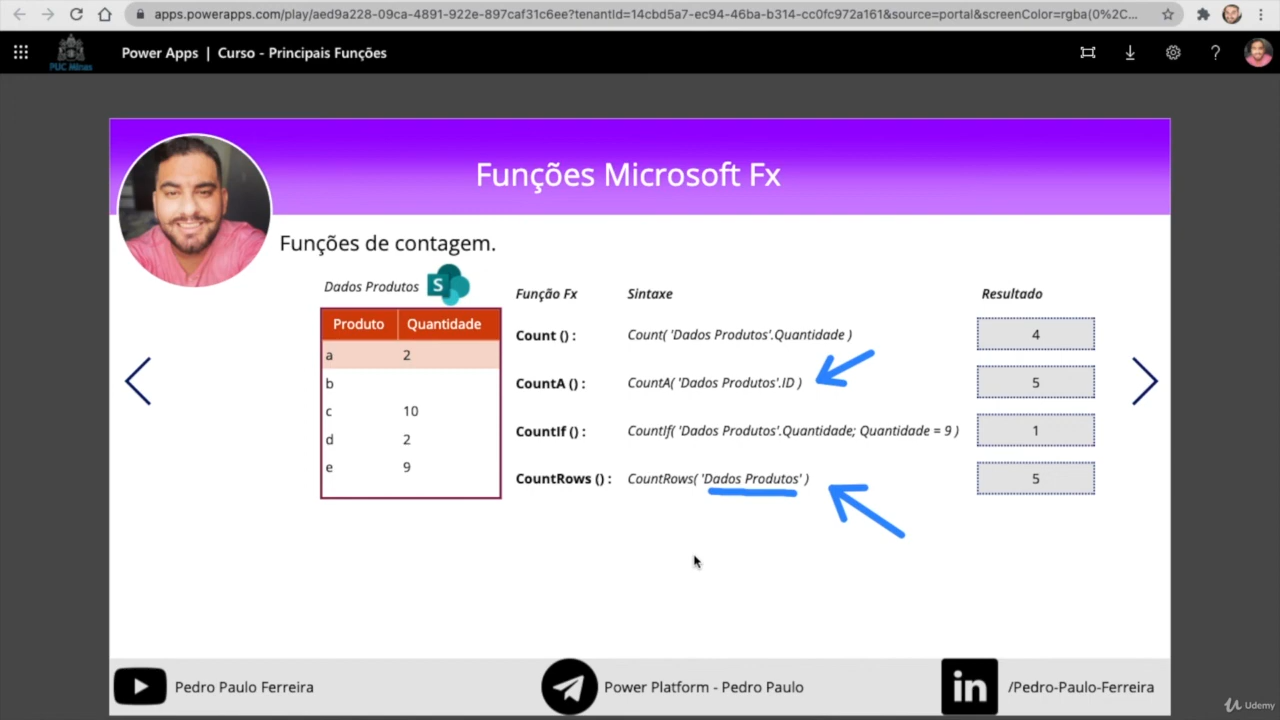 apps.powerapps.com/play/aed9a228-09ca-4891-922e-897caf31c6ee?tenantId=14cbd5a7-ec94-46ba-b314-cc0fc972a161&source=portal&screenColor=rgba(0%2C...
PUC Minas
Power Apps | Curso - Principais Funções
?
Funções Microsoft Fx
Funções de contagem.
Dados Produtos S
Função Fx Sintaxe Resultado
Produto Quantidade
a 2
b
c 10
d 2
e 9
Count () : Count( 'Dados Produtos'.Quantidade ) 4
CountA () : CountA( 'Dados Produtos'.ID ) 5
CountIf () : CountIf( 'Dados Produtos'.Quantidade; Quantidade = 9 ) 1
CountRows () : CountRows( 'Dados Produtos' ) 5
Pedro Paulo Ferreira
Power Platform - Pedro Paulo
in /Pedro-Paulo-Ferreira
Udemy